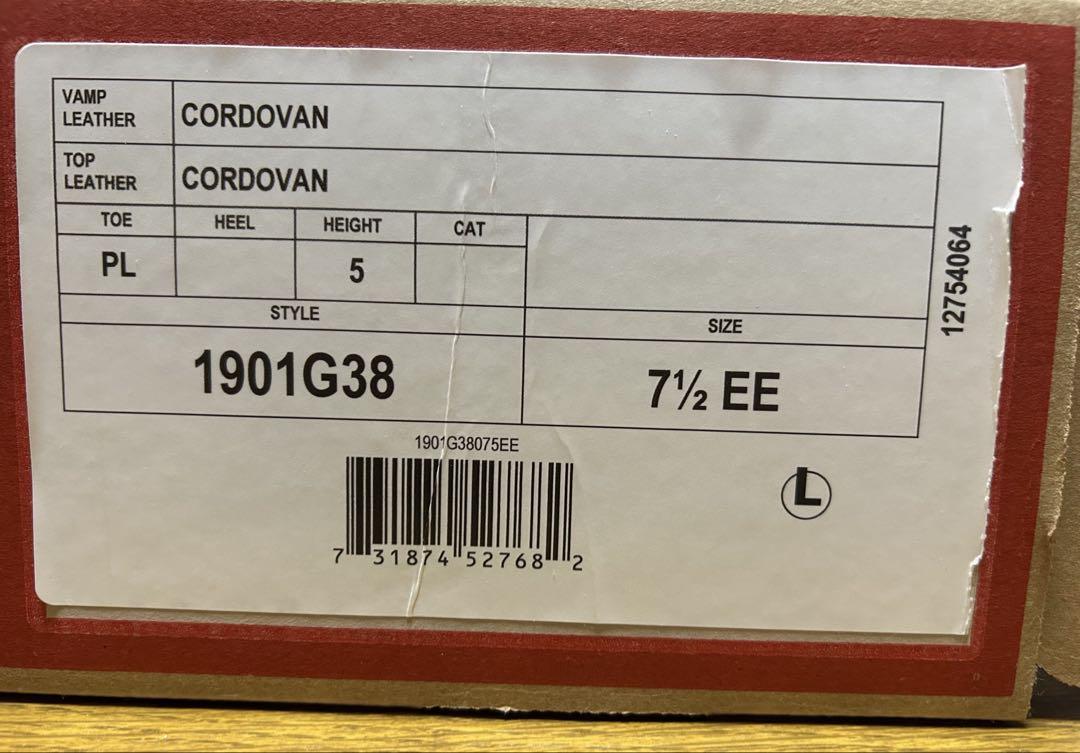 VAMP
LEATHER
CORDOVAN
TOP
LEATHER
CORDOVAN
TOE HEEL HEIGHT CAT
PL 5
STYLE SIZE
1901G38 7½ EE
12754064
1901G38075EE
L
7 31874 52768 2